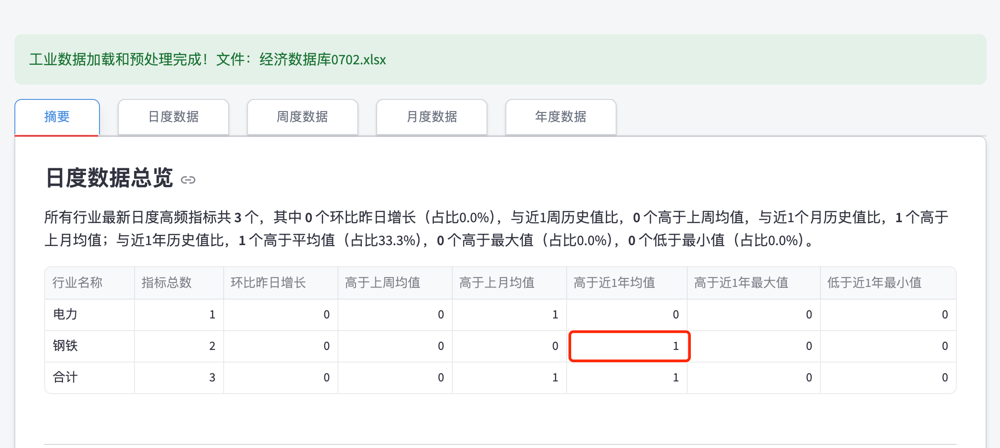 工业数据加载和预处理完成！文件：经济数据库0702.xlsx
摘要 日度数据 周度数据 月度数据 年度数据
日度数据总览
所有行业最新日度高频指标共 3 个，其中 0 个环比昨日增长（占比0.0%），与近1周历史值比，0 个高于上周均值，与近1个月历史值比，1 个高于
上月均值；与近1年历史值比，1 个高于平均值（占比33.3%），0 个高于最大值（占比0.0%），0 个低于最小值（占比0.0%）。
行业名称 指标总数 环比昨日增长 高于上周均值 高于上月均值 高于近1年均值 高于近1年最大值 低于近1年最小值
电力 1 0 0 1 0 0 0
钢铁 2 0 0 0 1 0 0
合计 3 0 0 1 1 0 0